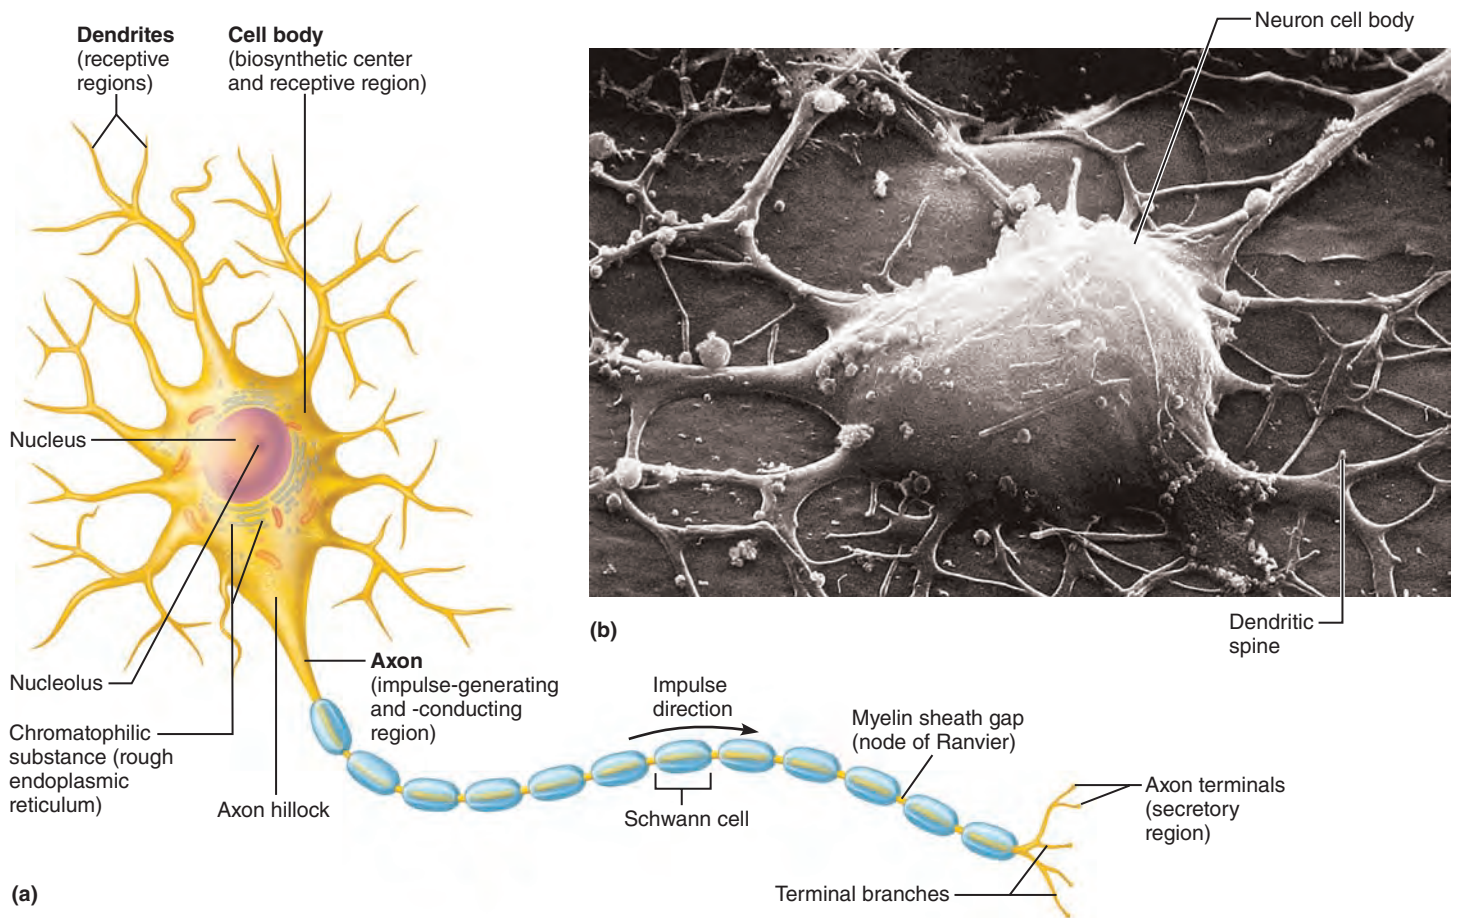 Dendrites
(receptive
regions)
Cell body
(biosynthetic center
and receptive region)
Neuron cell body
Nucleus
Nucleolus
Chromatophilic
substance (rough
endoplasmic
reticulum)
Axon hillock
Axon
(impulse-generating
and -conducting
region)
(b)
Dendritic
spine
Impulse
direction
Schwann cell
Myelin sheath gap
(node of Ranvier)
Axon terminals
(secretory
region)
Terminal branches
(a)